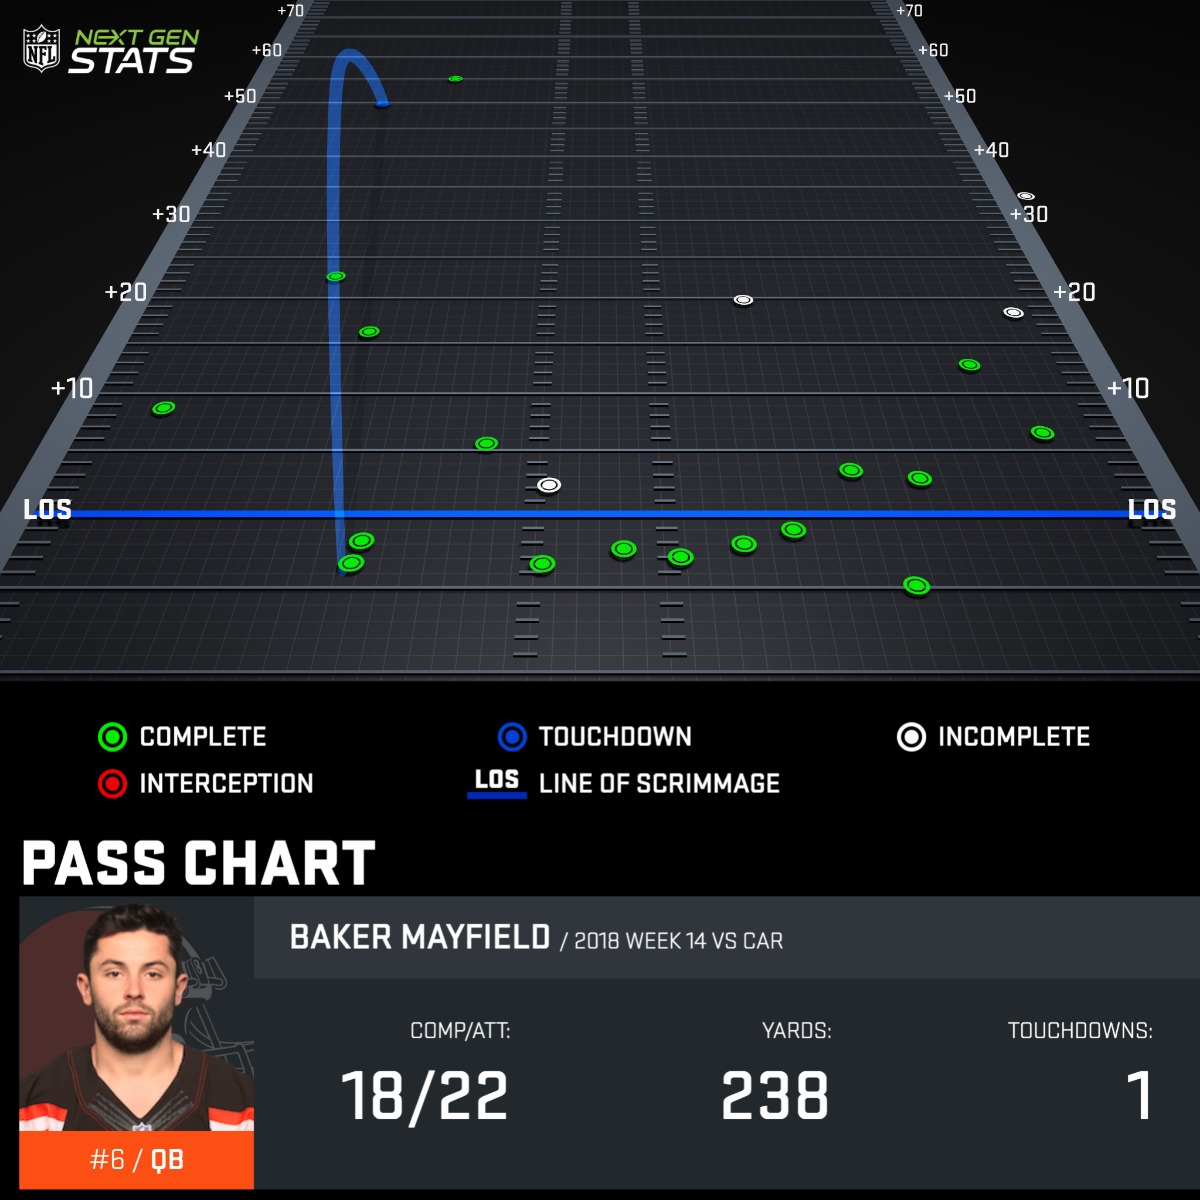 NFL
NEXT GEN
STATS
+70 +70
+60 +60
+50 +50
+40 +40
+30 +30
+20 +20
+10 +10
LOS LOS
COMPLETE TOUCHDOWN INCOMPLETE
INTERCEPTION LOS LINE OF SCRIMMAGE
PASS CHART
BAKER MAYFIELD / 2018 WEEK 14 VS CAR
COMP/ATT: YARDS: TOUCHDOWNS:
18/22 238 1
#6 / QB